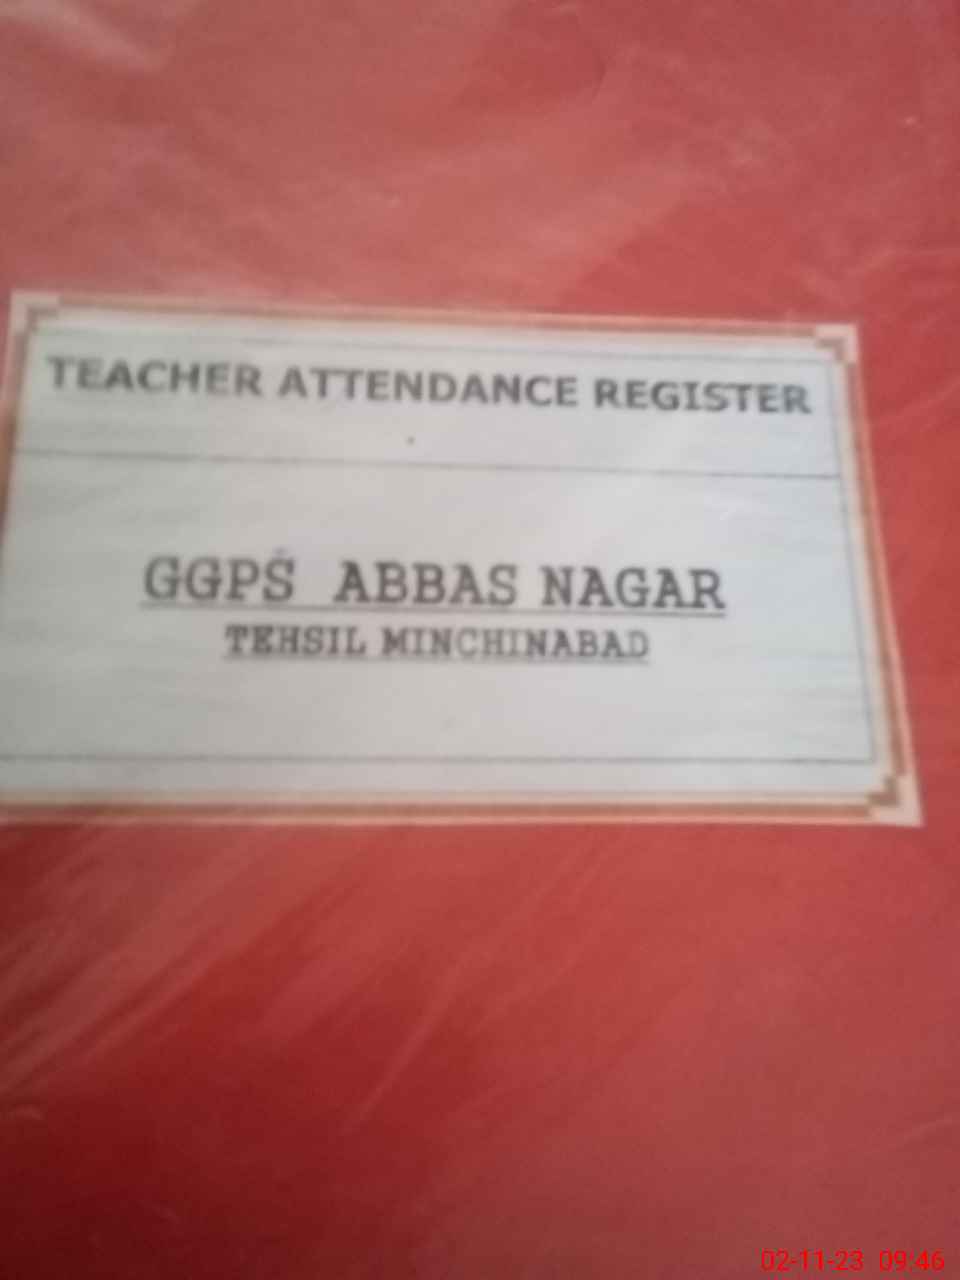 TEACHER ATTENDANCE REGISTER
GGPS ABBAS NAGAR
TEHSIL MINCHINABAD
02-11-23 09:46